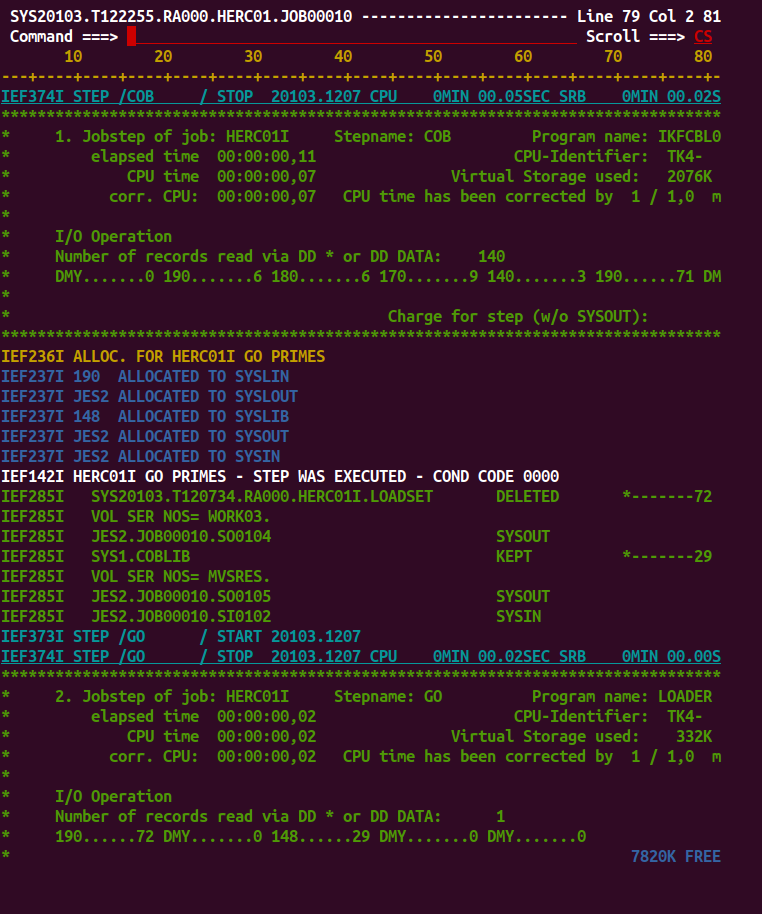 SYS20103.T122255.RA000.HERC01.JOB00010 ----------------------- Line 79 Col 2 81
Command ===> Scroll ===> CS
10 20 30 40 50 60 70 80
---+----+----+----+----+----+----+----+----+----+----+----+----+----+----+----+-
IEF374I STEP /COB     / STOP  20103.1207 CPU    0MIN 00.05SEC SRB    0MIN 00.02S
********************************************************************************
*     1. Jobstep of job: HERC01I     Stepname: COB         Program name: IKFCBL0
*         elapsed time  00:00:00,11                      CPU-Identifier:  TK4-
*             CPU time  00:00:00,07               Virtual Storage used:   2076K
*           corr. CPU:  00:00:00,07   CPU time has been corrected by  1 / 1,0  m
*
*     I/O Operation
*     Number of records read via DD * or DD DATA:    140
*     DMY.......0 190.......6 180.......6 170.......9 140.......3 190......71 DM
*
*                                          Charge for step (w/o SYSOUT):
********************************************************************************
IEF236I ALLOC. FOR HERC01I GO PRIMES
IEF237I 190  ALLOCATED TO SYSLIN
IEF237I JES2 ALLOCATED TO SYSLOUT
IEF237I 148  ALLOCATED TO SYSLIB
IEF237I JES2 ALLOCATED TO SYSOUT
IEF237I JES2 ALLOCATED TO SYSIN
IEF142I HERC01I GO PRIMES - STEP WAS EXECUTED - COND CODE 0000
IEF285I   SYS20103.T120734.RA000.HERC01I.LOADSET       DELETED       *-------72
IEF285I   VOL SER NOS= WORK03.
IEF285I   JES2.JOB00010.SO0104                         SYSOUT
IEF285I   SYS1.COBLIB                                  KEPT          *-------29
IEF285I   VOL SER NOS= MVSRES.
IEF285I   JES2.JOB00010.SO0105                         SYSOUT
IEF285I   JES2.JOB00010.SI0102                         SYSIN
IEF373I STEP /GO      / START 20103.1207
IEF374I STEP /GO      / STOP  20103.1207 CPU    0MIN 00.02SEC SRB    0MIN 00.00S
********************************************************************************
*     2. Jobstep of job: HERC01I     Stepname: GO          Program name: LOADER
*         elapsed time  00:00:00,02                      CPU-Identifier:  TK4-
*             CPU time  00:00:00,02               Virtual Storage used:    332K
*           corr. CPU:  00:00:00,02   CPU time has been corrected by  1 / 1,0  m
*
*     I/O Operation
*     Number of records read via DD * or DD DATA:      1
*     190......72 DMY.......0 148......29 DMY.......0 DMY.......0
*                                                                     7820K FREE